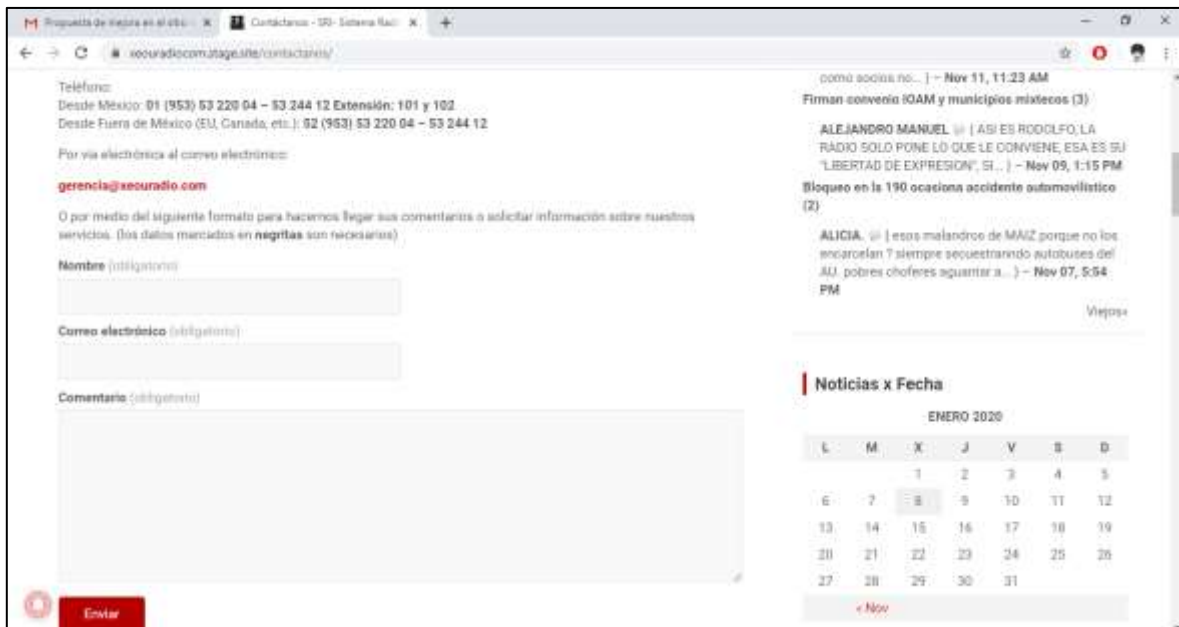 Propuesta de mejora en el sitio
Contáctanos - SRI- Sistema Radi
xeouradiocom.stage.site/contactanos/
Teléfono:
Desde México: 01 (953) 53 220 04 – 53 244 12 Extensión: 101 y 102
Desde Fuera de México (EU, Canada, etc.): 52 (953) 53 220 04 – 53 244 12
Por vía electrónica al correo electrónico:
gerencia@xeouradio.com
O por medio del siguiente formato para hacernos llegar sus comentarios o solicitar información sobre nuestros
servicios. (los datos marcados en negritas son necesarios)
Nombre (obligatorio)
Correo electrónico (obligatorio)
Comentario (obligatorio)
Enviar
como socios no... } – Nov 11, 11:23 AM
Firman convenio IOAM y municipios mixtecos (3)
ALEJANDRO MANUEL { ASI ES RODOLFO, LA
RADIO SOLO PONE LO QUE LE CONVIENE, ESA ES SU
"LIBERTAD DE EXPRESION", SI... } – Nov 09, 1:15 PM
Bloqueo en la 190 ocasiona accidente automovilístico
(2)
ALICIA. { esos malandros de MAIZ porque no los
encarcelan ? siempre secuestranndo autobuses del
AU. pobres choferes aguantar a... } – Nov 07, 5:54
PM
Viejos»
Noticias x Fecha
ENERO 2020
L M X J V S D
1 2 3 4 5
6 7 8 9 10 11 12
13 14 15 16 17 18 19
20 21 22 23 24 25 26
27 28 29 30 31
« Nov